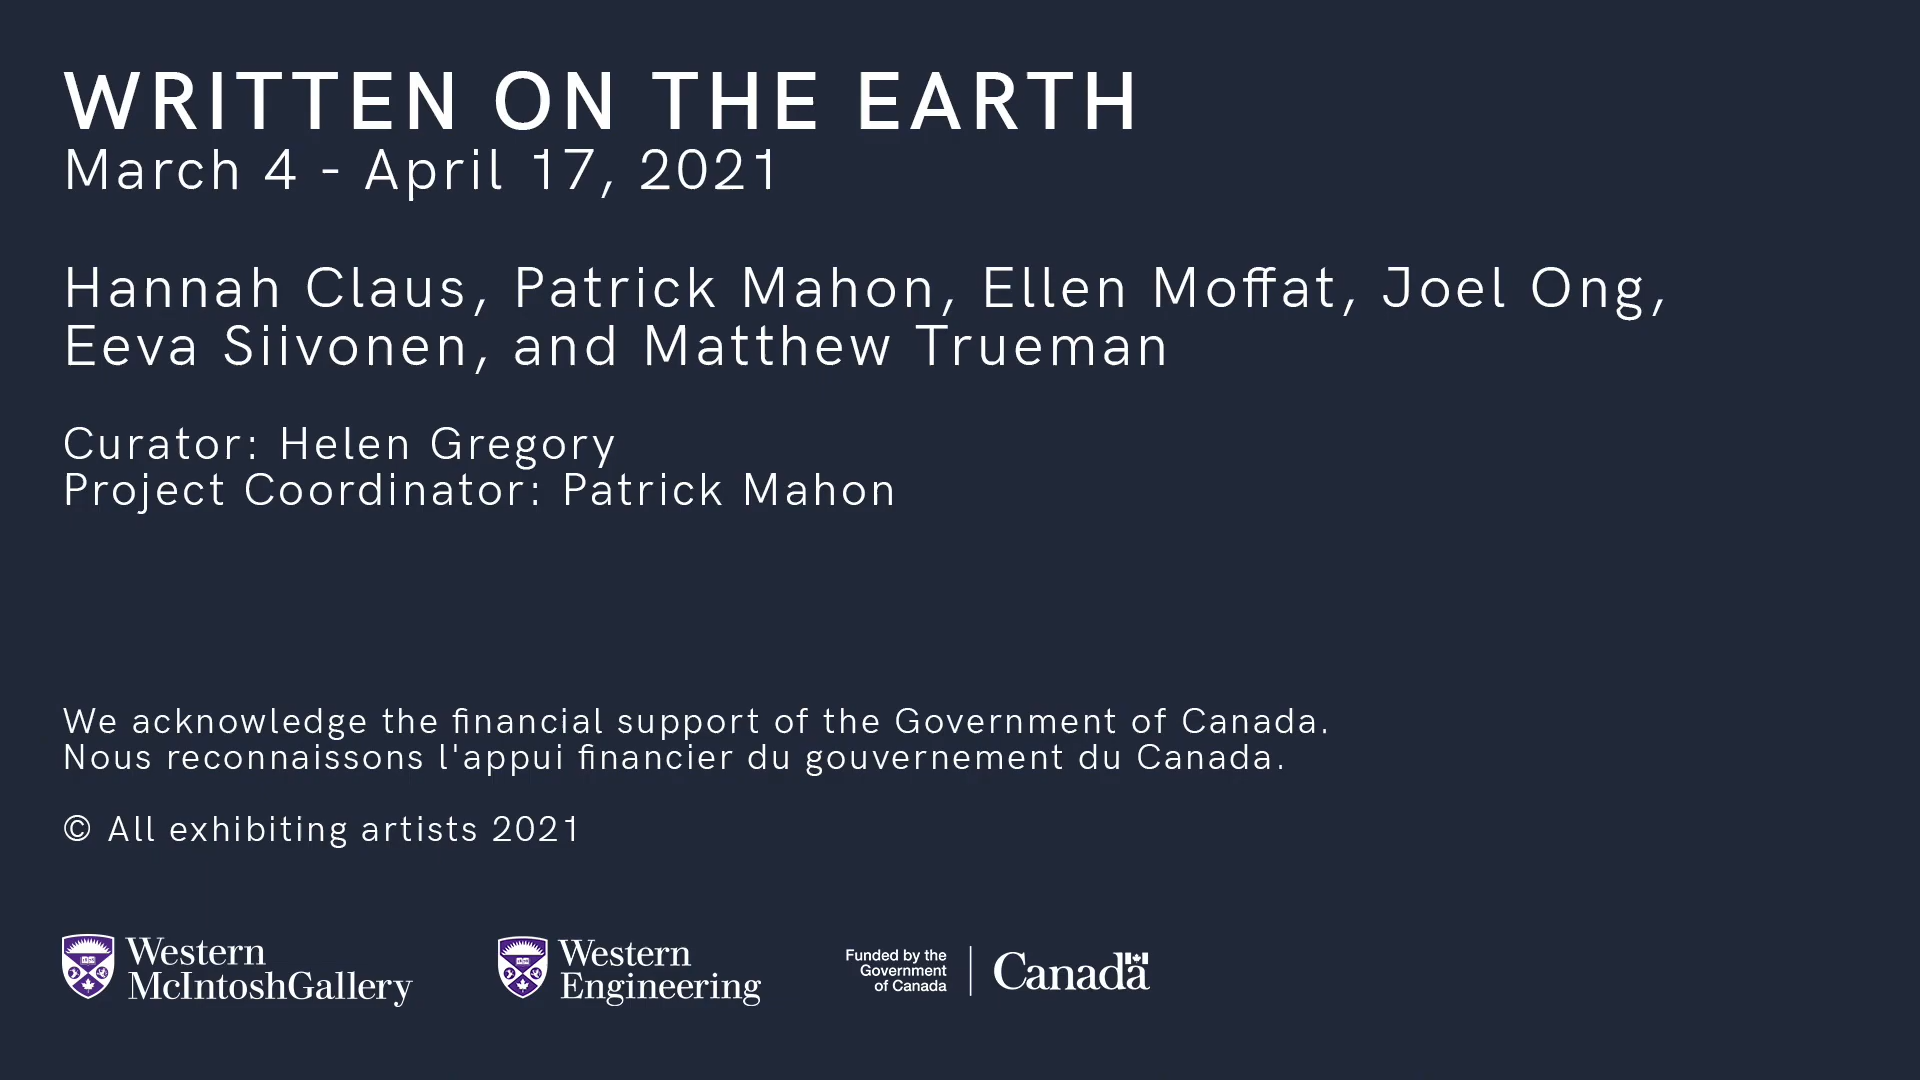 WRITTEN ON THE EARTH
March 4 - April 17, 2021
Hannah Claus, Patrick Mahon, Ellen Moffat, Joel Ong,
Eeva Siivonen, and Matthew Trueman
Curator: Helen Gregory
Project Coordinator: Patrick Mahon
We acknowledge the financial support of the Government of Canada.
Nous reconnaissons l'appui financier du gouvernement du Canada.
© All exhibiting artists 2021
Western
McIntoshGallery
Western
Engineering
Funded by the
Government
of Canada
Canada